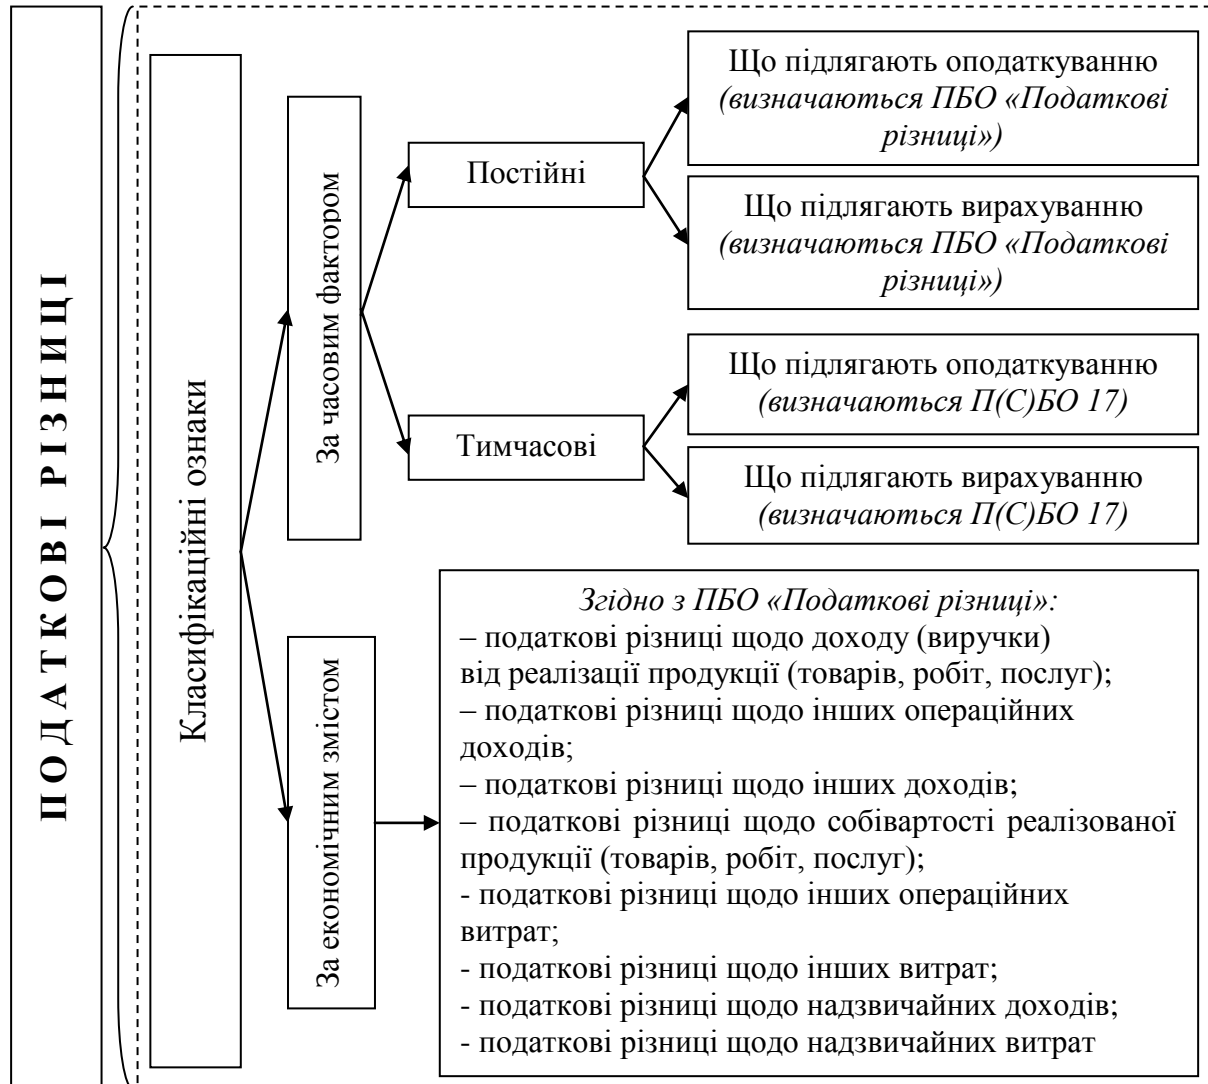 ПОДАТКОВІ РІЗНИЦІ
Класифікаційні ознаки
За часовим фактором
Постійні
Що підлягають оподаткуванню
(визначаються ПБО «Податкові
різниці»)
Що підлягають вирахуванню
(визначаються ПБО «Податкові
різниці»)
Тимчасові
Що підлягають оподаткуванню
(визначаються П(С)БО 17)
Що підлягають вирахуванню
(визначаються П(С)БО 17)
За економічним змістом
Згідно з ПБО «Податкові різниці»:
– податкові різниці щодо доходу (виручки)
від реалізації продукції (товарів, робіт, послуг);
– податкові різниці щодо інших операційних
доходів;
– податкові різниці щодо інших доходів;
– податкові різниці щодо собівартості реалізованої
продукції (товарів, робіт, послуг);
- податкові різниці щодо інших операційних
витрат;
- податкові різниці щодо інших витрат;
- податкові різниці щодо надзвичайних доходів;
- податкові різниці щодо надзвичайних витрат